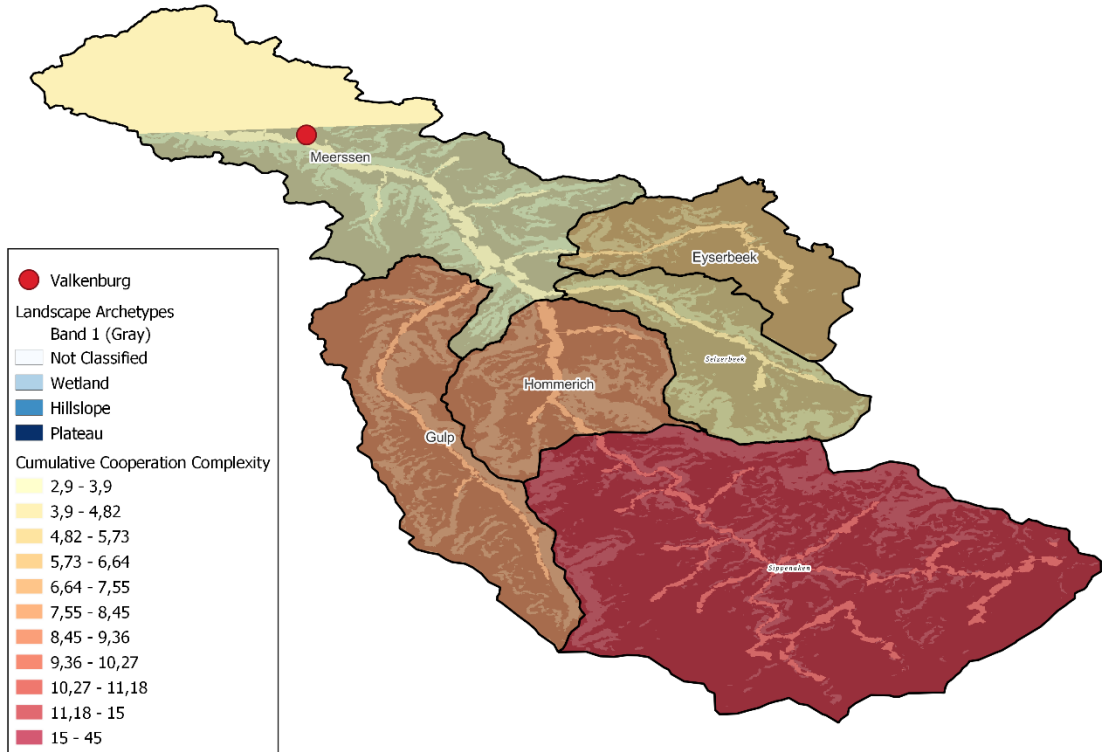 Meerssen
Eyserbeek
Selzerbeek
Hommerich
Gulp
Sippenaken
Valkenburg
Landscape Archetypes
Band 1 (Gray)
Not Classified
Wetland
Hillslope
Plateau
Cumulative Cooperation Complexity
2,9 - 3,9
3,9 - 4,82
4,82 - 5,73
5,73 - 6,64
6,64 - 7,55
7,55 - 8,45
8,45 - 9,36
9,36 - 10,27
10,27 - 11,18
11,18 - 15
15 - 45